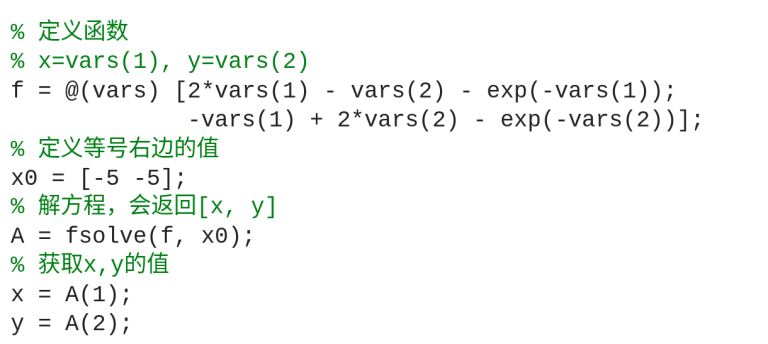 % 定义函数
% x=vars(1), y=vars(2)
f = @(vars) [2*vars(1) - vars(2) - exp(-vars(1));
             -vars(1) + 2*vars(2) - exp(-vars(2))];
% 定义等号右边的值
x0 = [-5 -5];
% 解方程，会返回[x, y]
A = fsolve(f, x0);
% 获取x,y的值
x = A(1);
y = A(2);